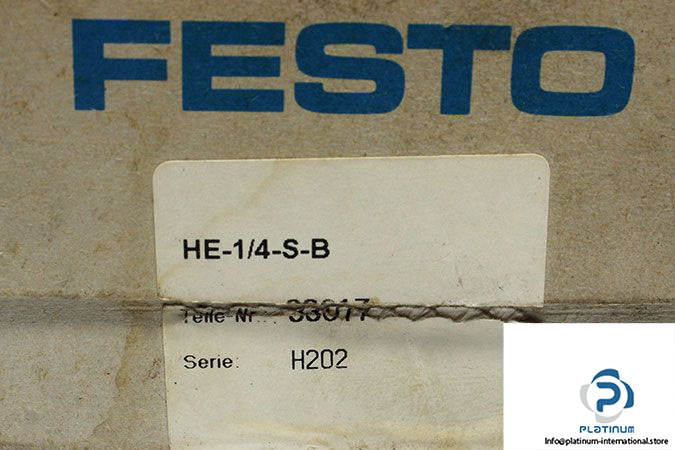 FESTO
HE-1/4-S-B
Teile-Nr.: 33017
Serie: H202
PLATINUM
Info@platinum-international.store